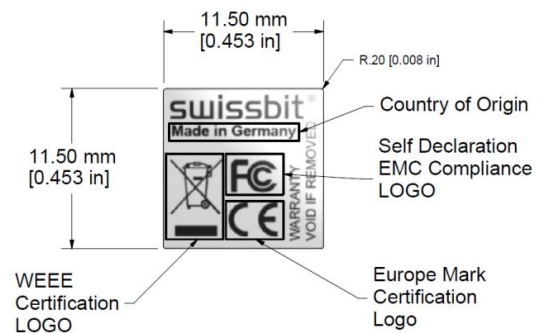 11.50 mm
[0.453 in]
R.20 [0.008 in]
swissbit®
Made in Germany
Country of Origin
11.50 mm
[0.453 in]
FC
CE
WARRANTY
VOID IF REMOVED
Self Declaration
EMC Compliance
LOGO
WEEE
Certification
LOGO
Europe Mark
Certification
Logo